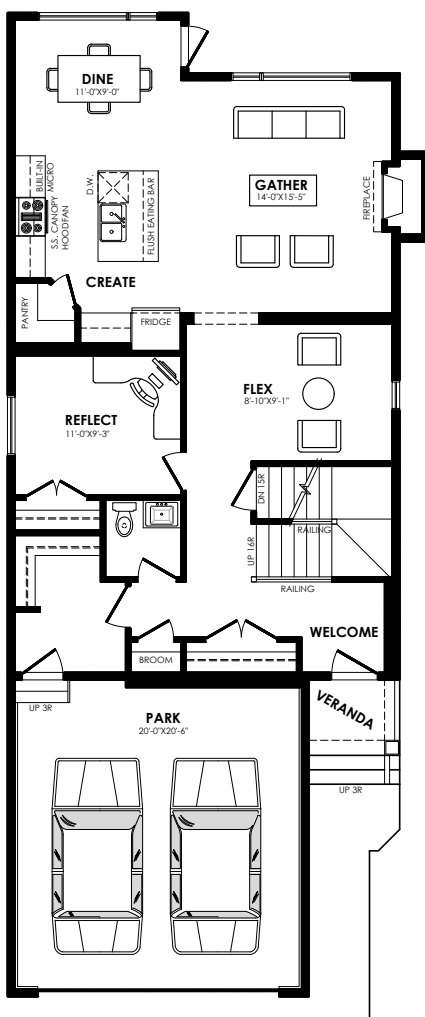 DINE
11'-0"X9'-0"
BUILT-IN
MICRO
S.S. CANOPY
HOODFAN
D.W.
FLUSH EATING BAR
GATHER
14'-0"X15'-5"
FIREPLACE
CREATE
PANTRY
FRIDGE
REFLECT
11'-0"X9'-3"
FLEX
8'-10"X9'-1"
DN 15R
RAILING
UP 16R
RAILING
WELCOME
BROOM
UP 3R
PARK
20'-0"X20'-6"
VERANDA
UP 3R